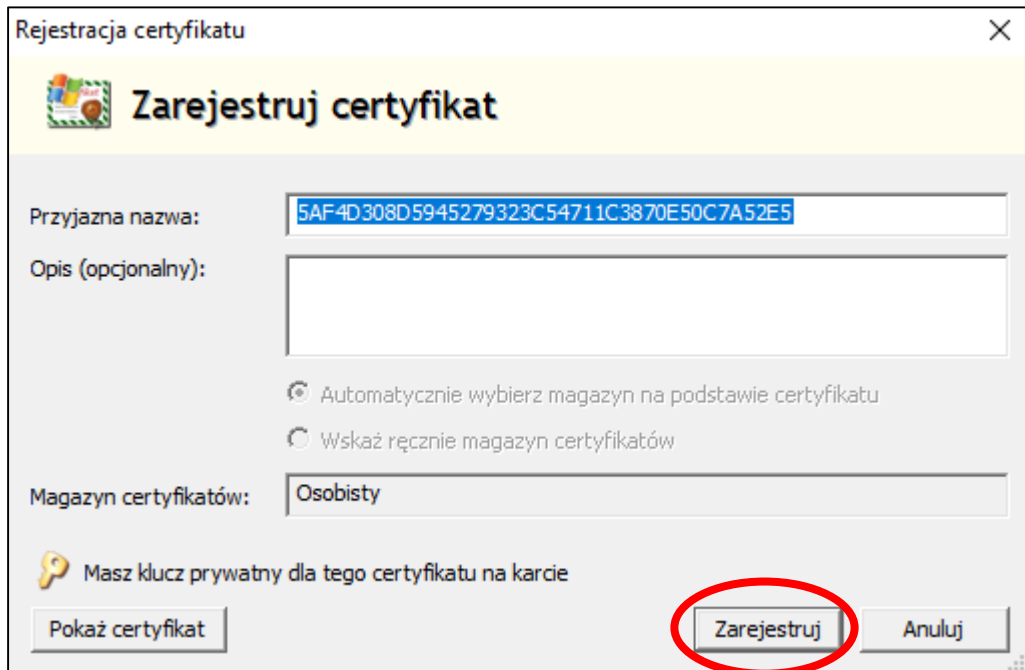 Rejestracja certyfikatu
Zarejestruj certyfikat
Przyjazna nazwa: 5AF4D308D5945279323C54711C3870E50C7A52E5
Opis (opcjonalny):
Automatycznie wybierz magazyn na podstawie certyfikatu
Wskaż ręcznie magazyn certyfikatów
Magazyn certyfikatów: Osobisty
Masz klucz prywatny dla tego certyfikatu na karcie
Pokaż certyfikat Zarejestruj Anuluj